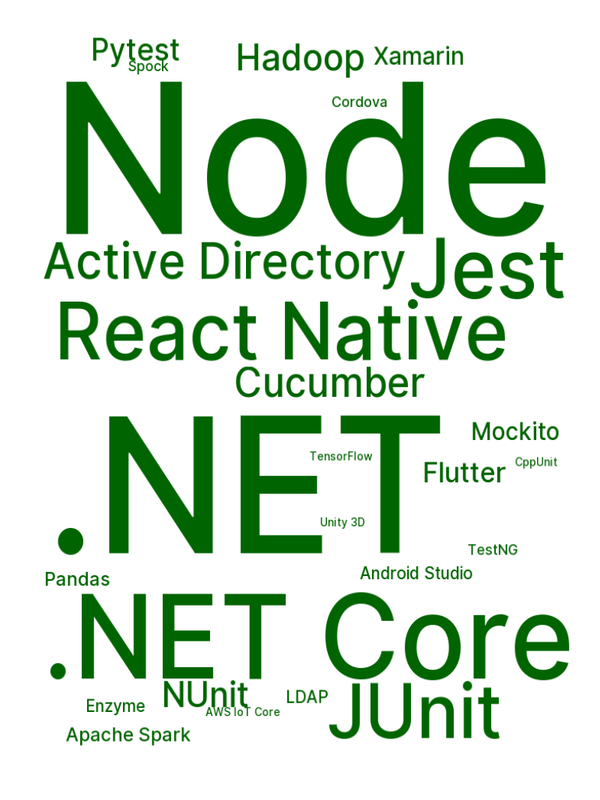 Pytest
Spock
Hadoop
Xamarin
Cordova
Node
Active Directory
Jest
React Native
Cucumber
.NET
Mockito
TensorFlow
Flutter
CppUnit
Unity 3D
TestNG
Android Studio
Pandas
.NET Core
NUnit
LDAP
JUnit
Enzyme
AWS IoT Core
Apache Spark